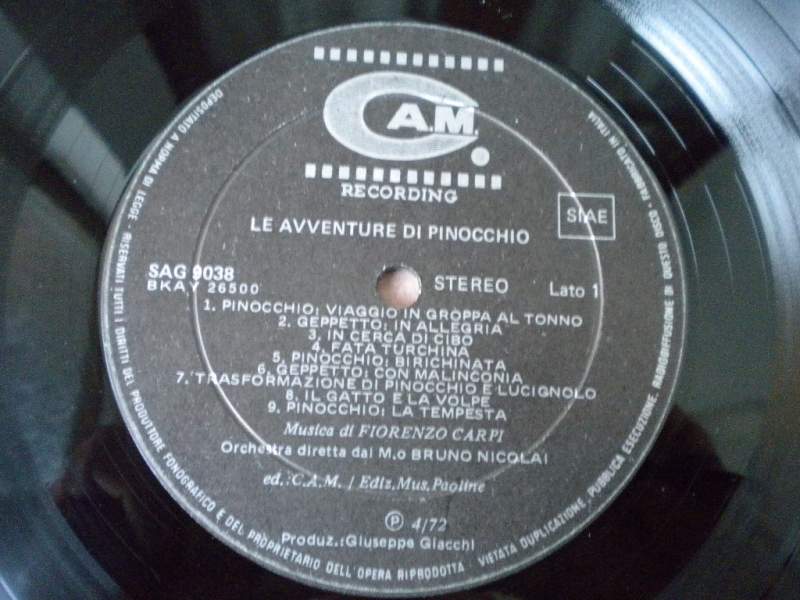 C.A.M.
RECORDING
LE AVVENTURE DI PINOCCHIO
SIAE
SAG 9038
BKAY 26500
STEREO
Lato 1
1. PINOCCHIO: VIAGGIO IN GROPPA AL TONNO
2. GEPPETTO: IN ALLEGRIA
3. IN CERCA DI CIBO
4. FATA TURCHINA
5. PINOCCHIO: BIRICHINATA
6. GEPPETTO: CON MALINCONIA
7. TRASFORMAZIONE DI PINOCCHIO E LUCIGNOLO
8. IL GATTO E LA VOLPE
9. PINOCCHIO: LA TEMPESTA
Musica di FIORENZO CARPI
Orchestra diretta dal M.o BRUNO NICOLAI
ed.:C.A.M. / Ediz.Mus.Paoline
Ⓟ 4/72
Produz.:Giuseppe Giacchi
DEPOSITATO A NORMA DI LEGGE - RISERVATI TUTTI I DIRITTI DEL PRODUTTORE FONOGRAFICO E DEL PROPRIETARIO DELL'OPERA RIPRODOTTA - VIETATA DUPLICAZIONE, PUBBLICA ESECUZIONE, RADIODIFFUSIONE DI QUESTO DISCO - FABBRICATO IN ITALIA